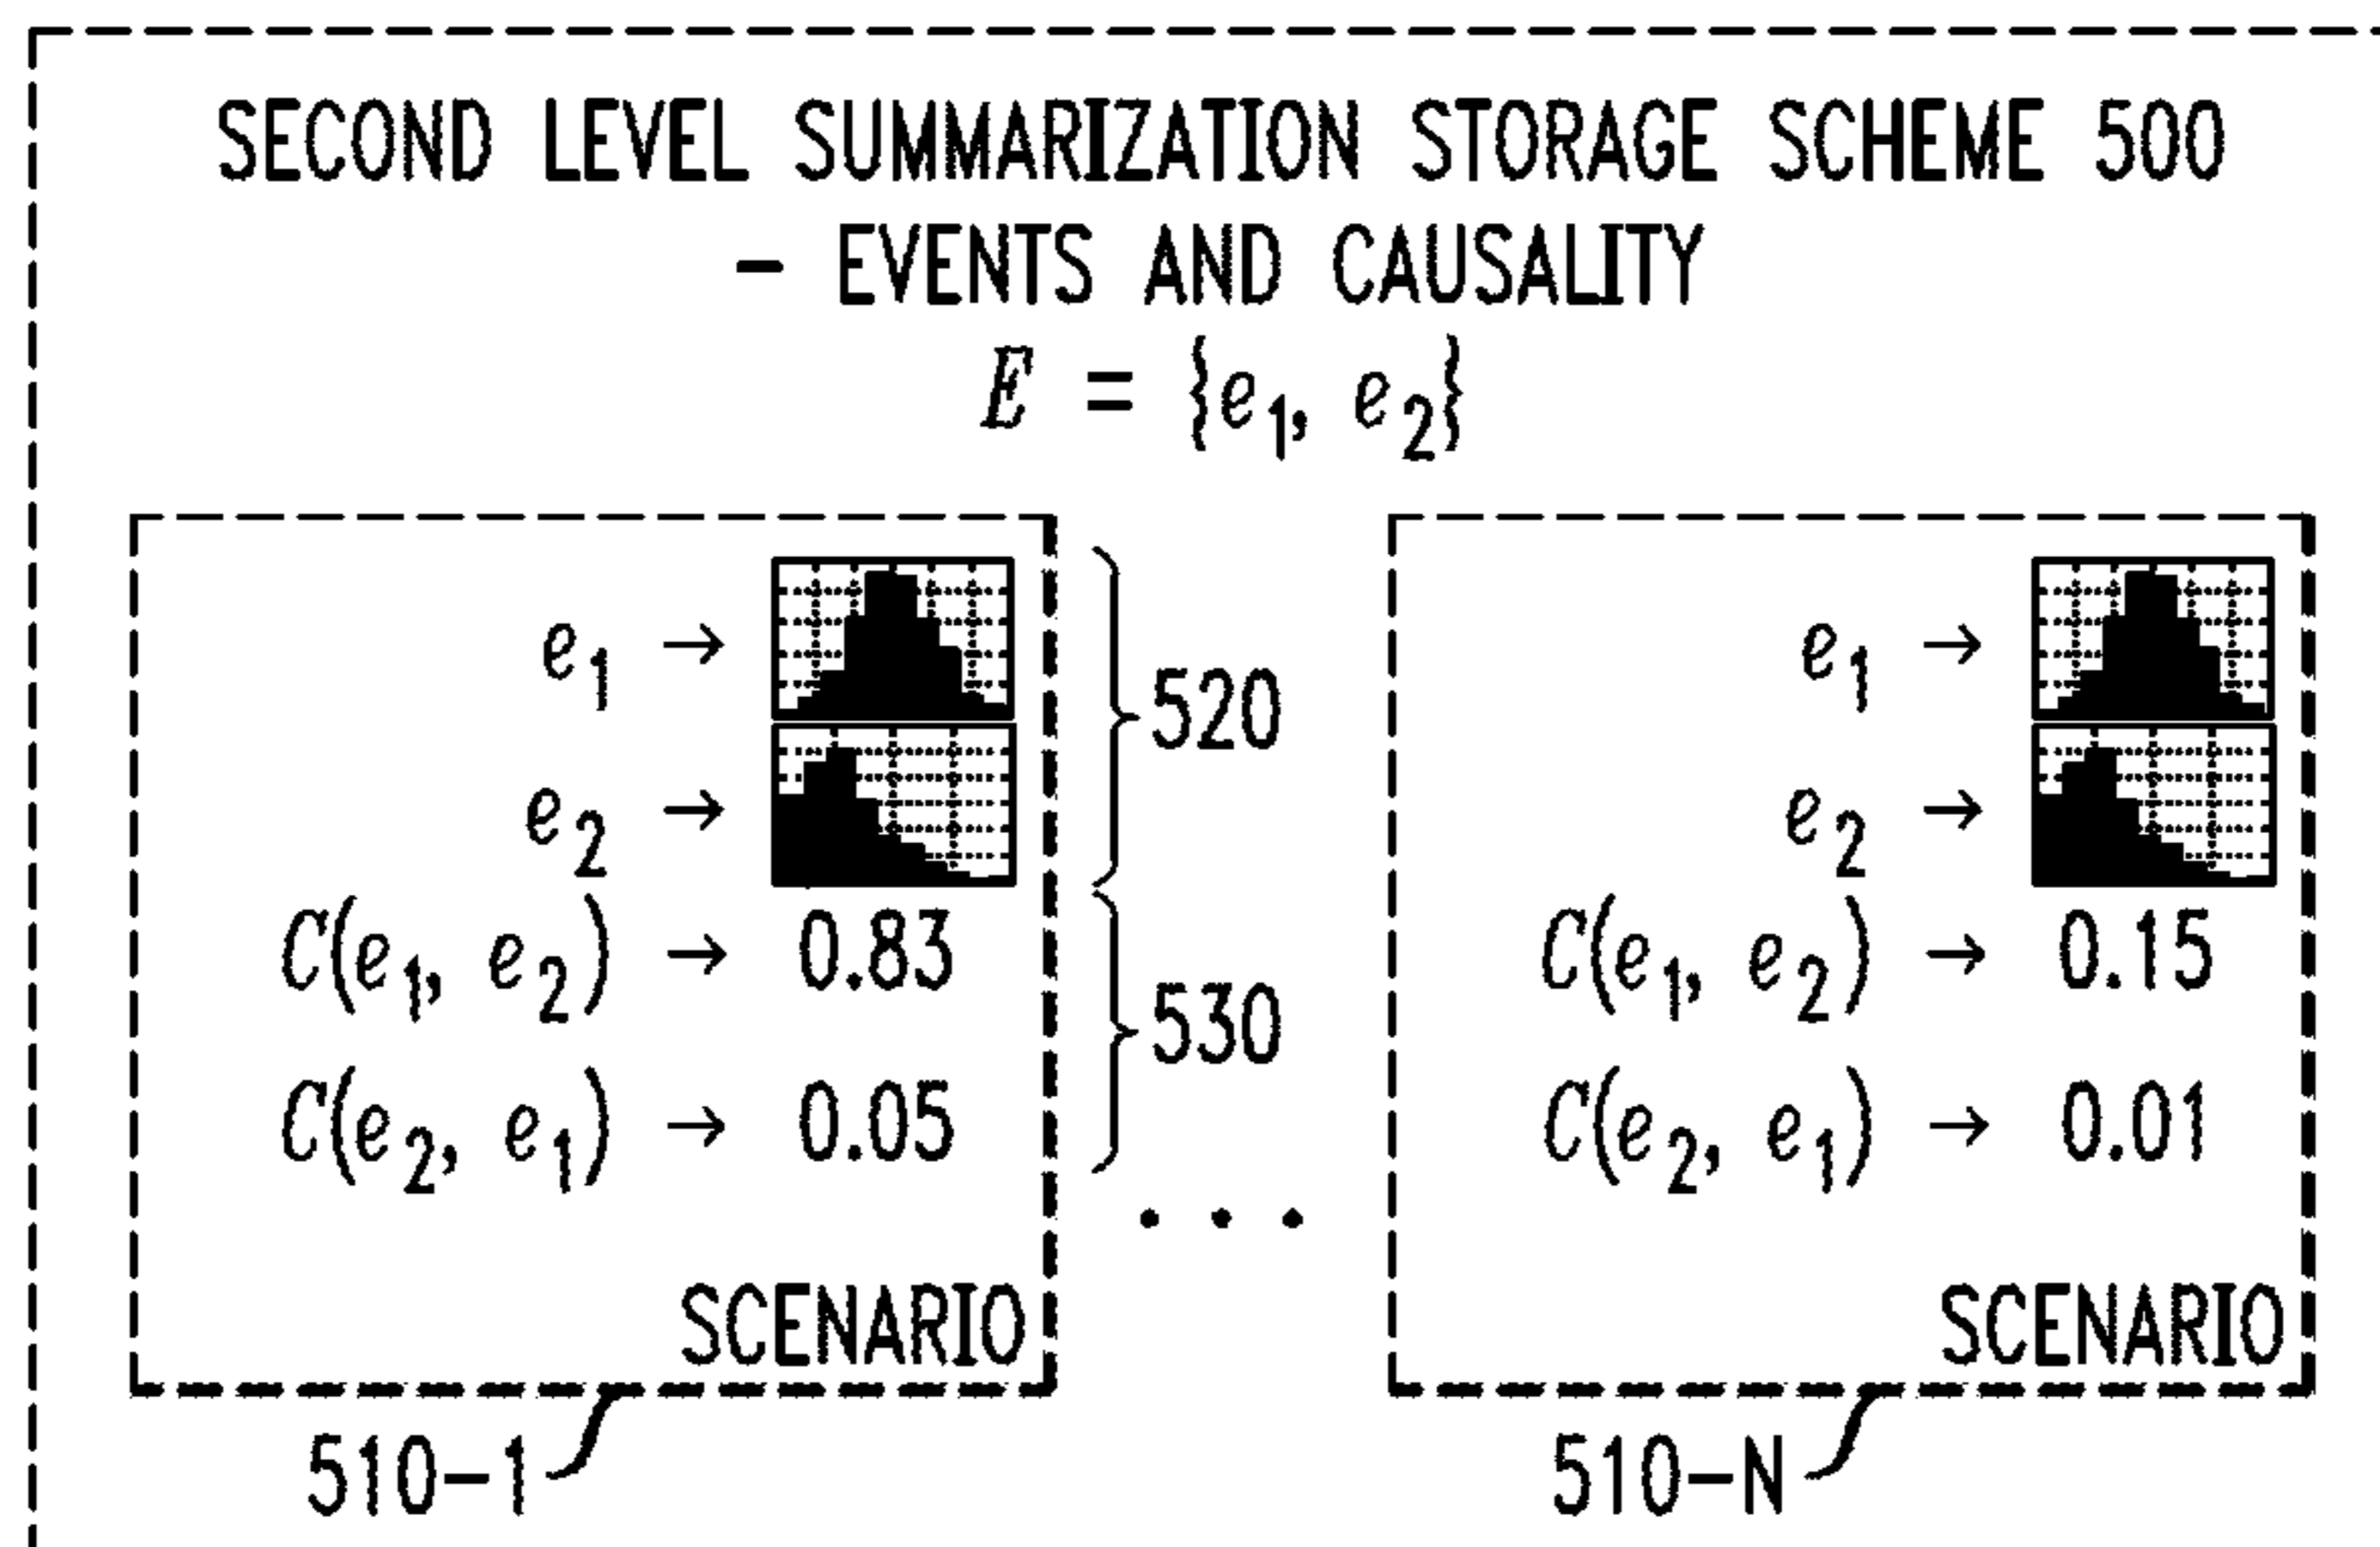 SECOND LEVEL SUMMARIZATION STORAGE SCHEME 500
- EVENTS AND CAUSALITY
E = {e1, e2}
e1 →
e2 →
C(e1, e2) → 0.83
C(e2, e1) → 0.05
SCENARIO
510-1
520
530
. . .
e1 →
e2 →
C(e1, e2) → 0.15
C(e2, e1) → 0.01
SCENARIO
510-N